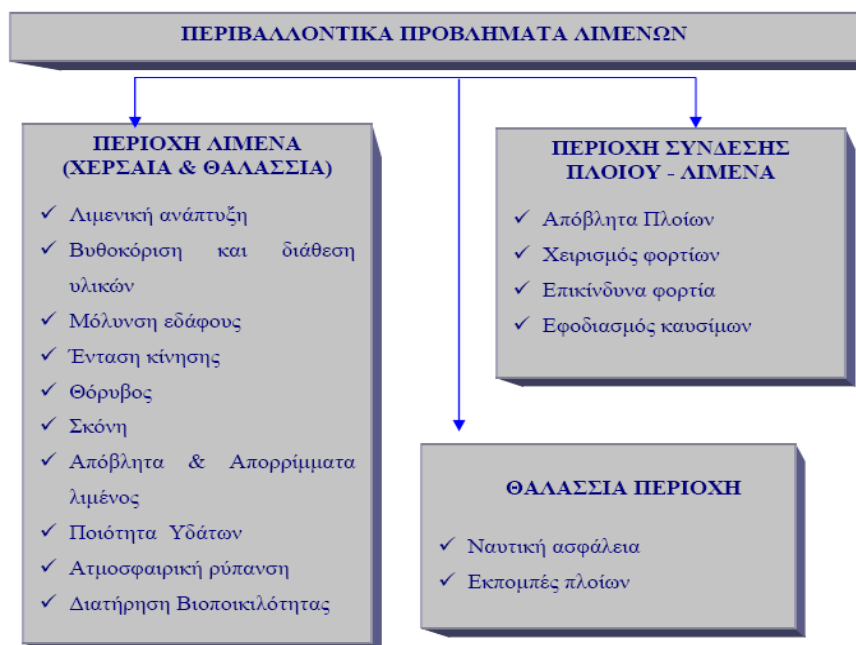 ΠΕΡΙΒΑΛΛΟΝΤΙΚΑ ΠΡΟΒΛΗΜΑΤΑ ΛΙΜΕΝΩΝ
ΠΕΡΙΟΧΗ ΛΙΜΕΝΑ
(ΧΕΡΣΑΙΑ & ΘΑΛΑΣΣΙΑ)
✓ Λιμενική ανάπτυξη
✓ Βυθοκόριση και διάθεση
υλικών
✓ Μόλυνση εδάφους
✓ Ένταση κίνησης
✓ Θόρυβος
✓ Σκόνη
✓ Απόβλητα & Απορρίμματα
λιμένος
✓ Ποιότητα Υδάτων
✓ Ατμοσφαιρική ρύπανση
✓ Διατήρηση Βιοποικιλότητας
ΠΕΡΙΟΧΗ ΣΥΝΔΕΣΗΣ
ΠΛΟΙΟΥ - ΛΙΜΕΝΑ
✓ Απόβλητα Πλοίων
✓ Χειρισμός φορτίων
✓ Επικίνδυνα φορτία
✓ Εφοδιασμός καυσίμων
ΘΑΛΑΣΣΙΑ ΠΕΡΙΟΧΗ
✓ Ναυτική ασφάλεια
✓ Εκπομπές πλοίων